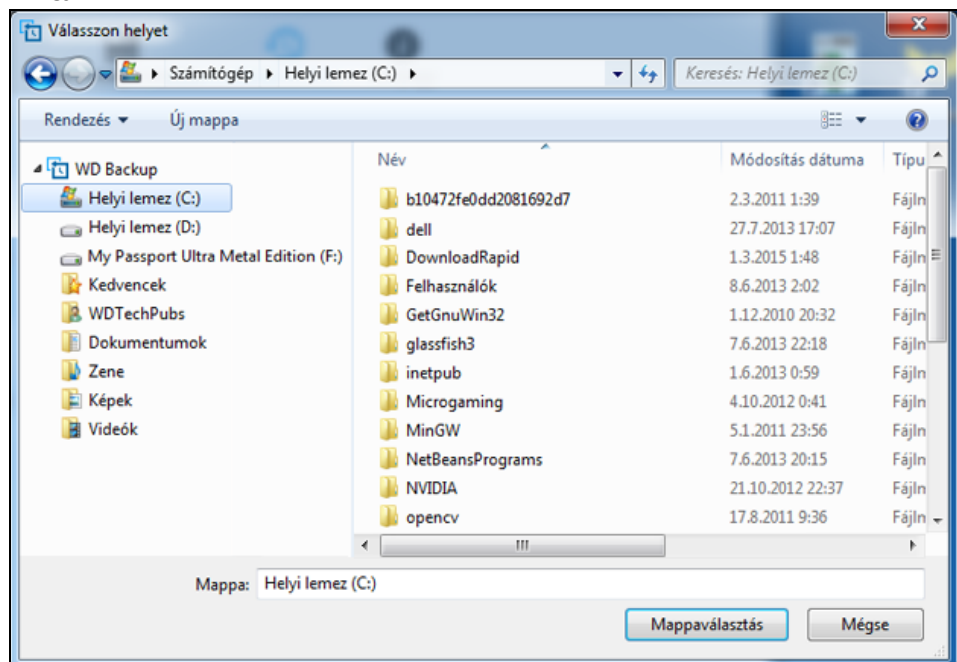 Válasszon helyet
Számítógép ▸ Helyi lemez (C:) ▸
Keresés: Helyi lemez (C:)
Rendezés Új mappa
WD Backup
Helyi lemez (C:)
Helyi lemez (D:)
My Passport Ultra Metal Edition (F:)
Kedvencek
WDTechPubs
Dokumentumok
Zene
Képek
Videók
Név Módosítás dátuma Típu
b10472fe0dd2081692d7 2.3.2011 1:39 Fájln
dell 27.7.2013 17:07 Fájln
DownloadRapid 1.3.2015 1:48 Fájln
Felhasználók 8.6.2013 2:02 Fájln
GetGnuWin32 1.12.2010 20:32 Fájln
glassfish3 7.6.2013 22:18 Fájln
inetpub 1.6.2013 0:59 Fájln
Microgaming 4.10.2012 0:41 Fájln
MinGW 5.1.2011 23:56 Fájln
NetBeansPrograms 7.6.2013 20:15 Fájln
NVIDIA 21.10.2012 22:37 Fájln
opencv 17.8.2011 9:36 Fájln
Mappa: Helyi lemez (C:)
Mappaválasztás Mégse